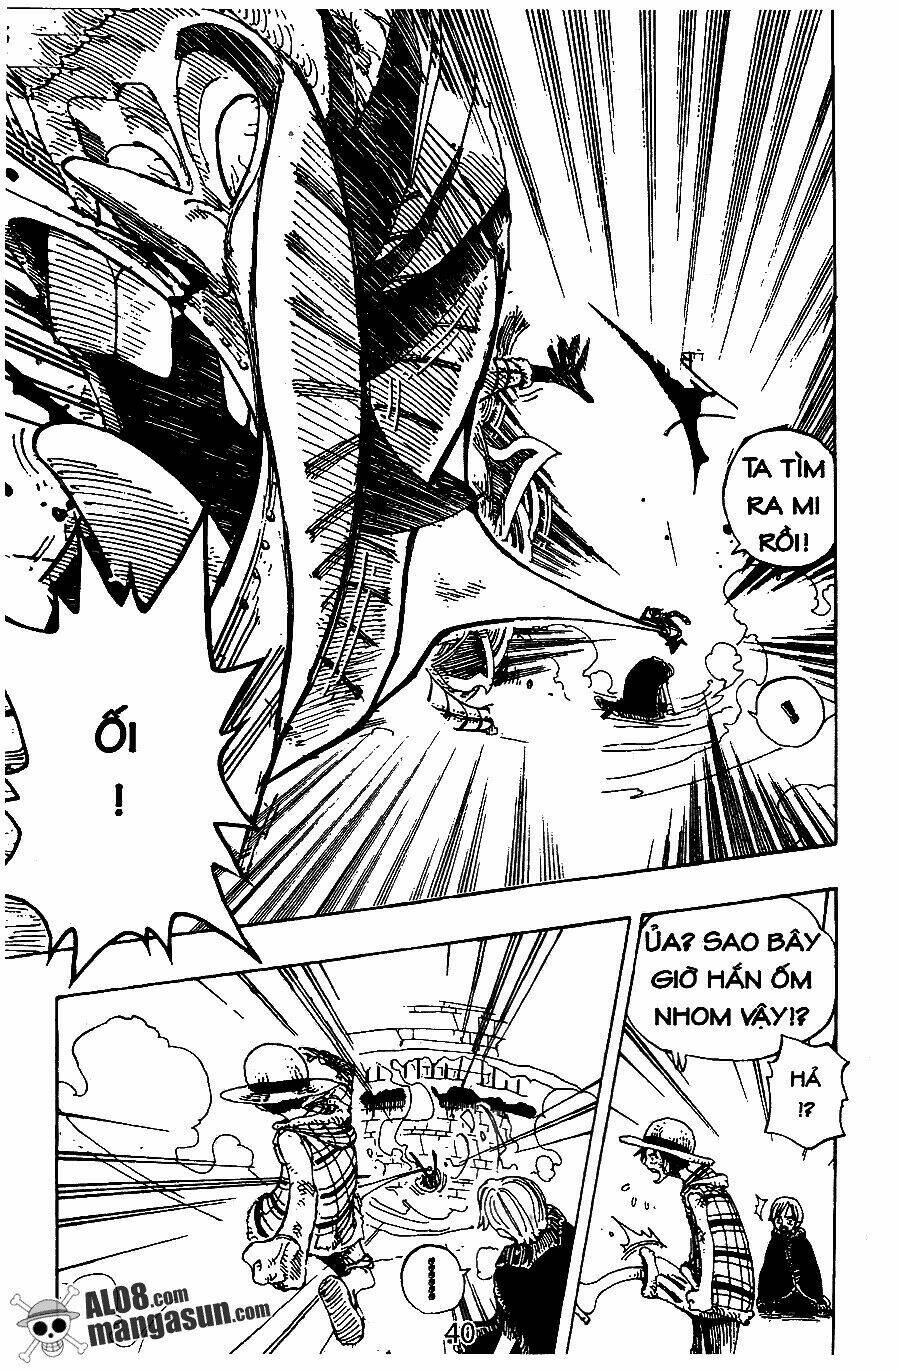 TA TÌM
RA MI
RỒI!
!!
ỐI
!
ỦA? SAO BÂY
GIỜ HẮN ỐM
NHOM VẬY!?
HẢ
!?
........
40
AL08.com
mangasun.com